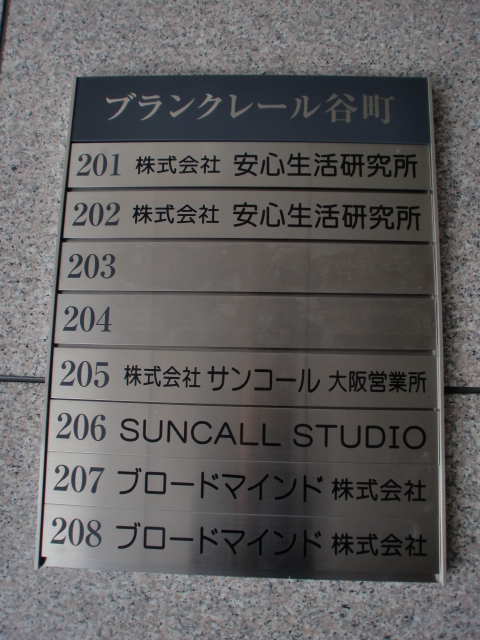 ブランクレール谷町
201 株式会社 安心生活研究所
202 株式会社 安心生活研究所
203
204
205 株式会社 サンコール 大阪営業所
206 SUNCALL STUDIO
207 ブロードマインド 株式会社
208 ブロードマインド 株式会社